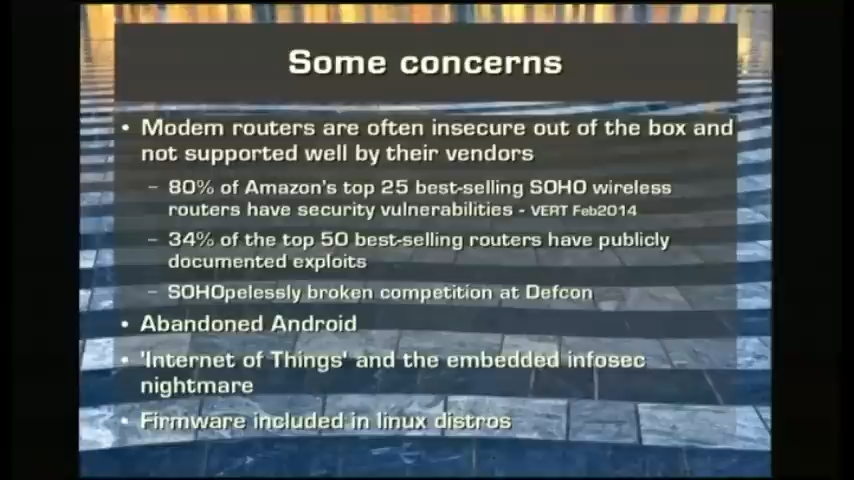 Some concerns
• Modem routers are often insecure out of the box and
not supported well by their vendors
– 80% of Amazon's top 25 best-selling SOHO wireless
routers have security vulnerabilities - VERT Feb2014
– 34% of the top 50 best-selling routers have publicly
documented exploits
– SOHOpelessly broken competition at Defcon
• Abandoned Android
• 'Internet of Things' and the embedded infosec
nightmare
• Firmware included in linux distros